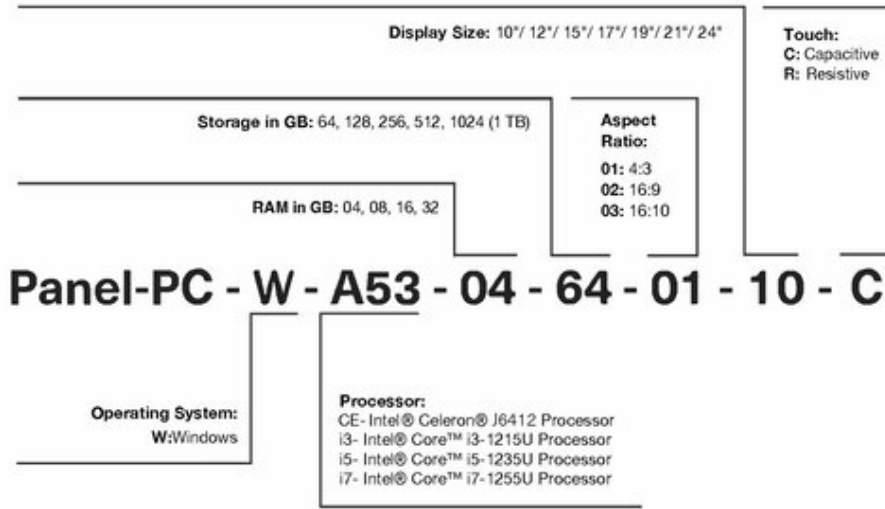 Display Size: 10"/ 12"/ 15"/ 17"/ 19"/ 21"/ 24"
Touch:
C: Capacitive
R: Resistive
Storage in GB: 64, 128, 256, 512, 1024 (1 TB)
Aspect
Ratio:
01: 4:3
02: 16:9
03: 16:10
RAM in GB: 04, 08, 16, 32
Panel-PC - W - A53 - 04 - 64 - 01 - 10 - C
Operating System:
W:Windows
Processor:
CE- Intel® Celeron® J6412 Processor
i3- Intel® Core™ i3-1215U Processor
i5- Intel® Core™ i5-1235U Processor
i7- Intel® Core™ i7-1255U Processor